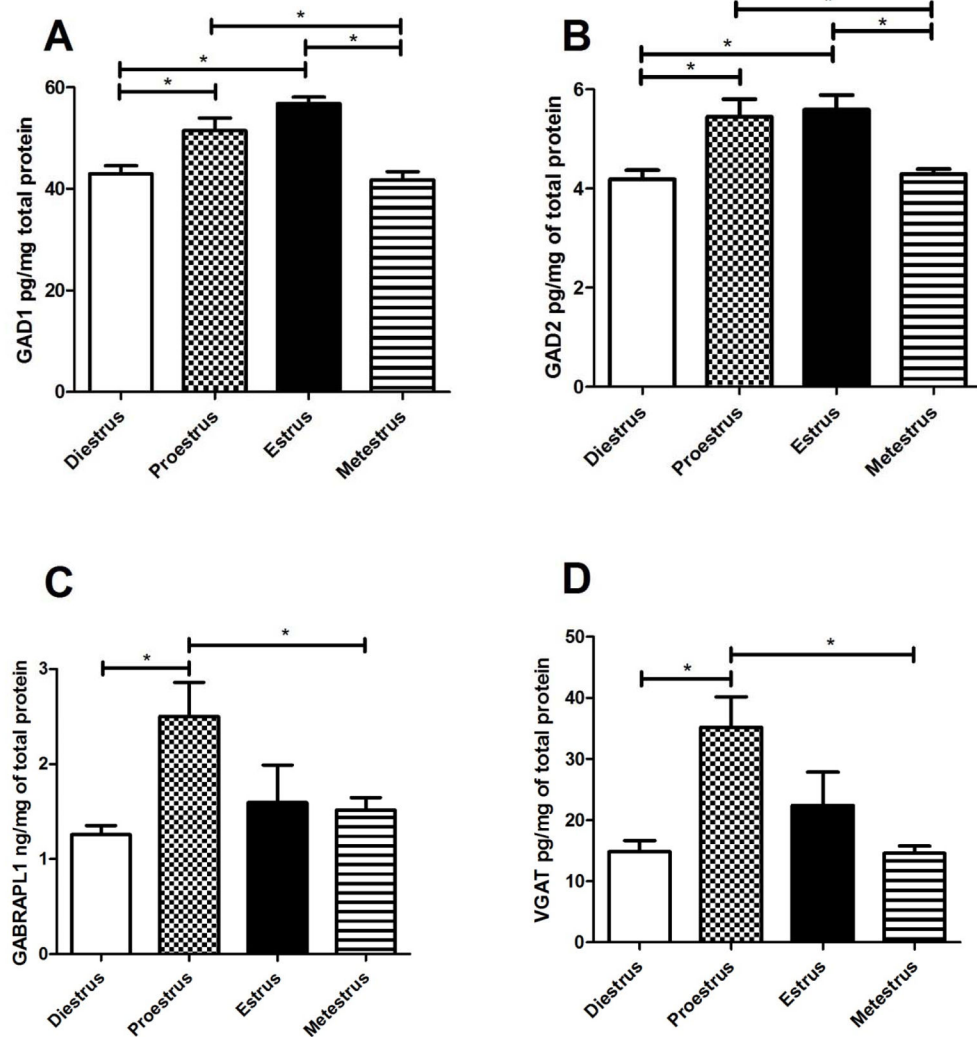 A
*
*
*
*
GAD1 pg/mg total protein
60
40
20
0
Diestrus
Proestrus
Estrus
Metestrus
B
*
*
*
*
GAD2 pg/mg of total protein
6
4
2
0
Diestrus
Proestrus
Estrus
Metestrus
C
*
*
GABRAPL1 ng/mg of total protein
3
2
1
0
Diestrus
Proestrus
Estrus
Metestrus
D
*
*
VGAT pg/mg of total protein
50
40
30
20
10
0
Diestrus
Proestrus
Estrus
Metestrus